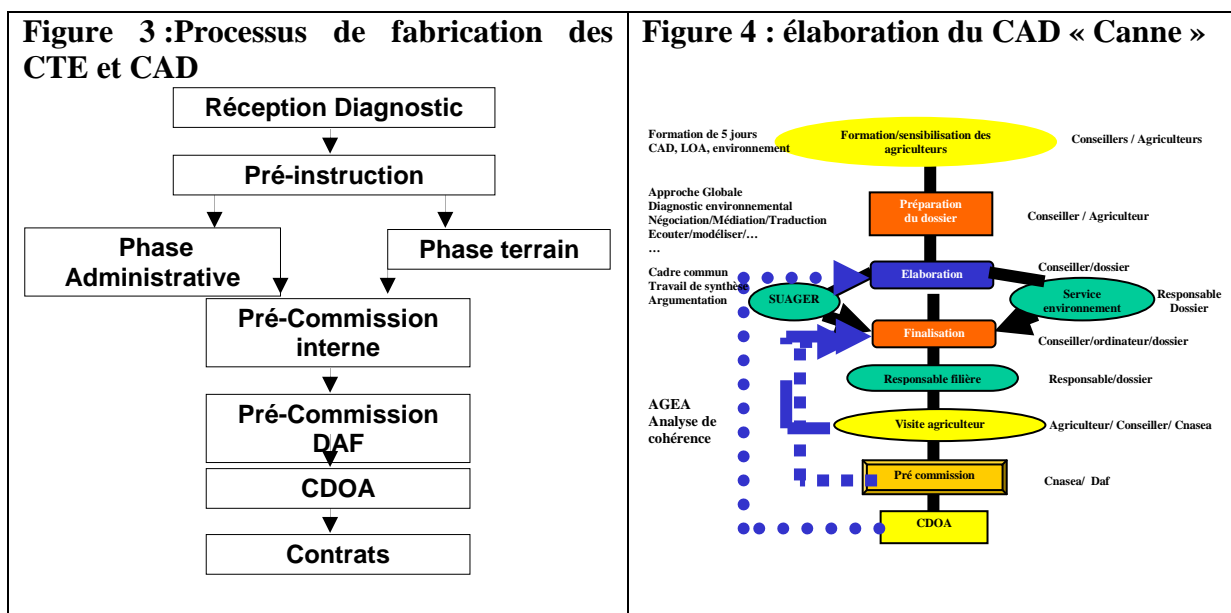 Figure 3 :Processus de fabrication des
CTE et CAD
Réception Diagnostic
Pré-instruction
Phase
Administrative
Phase terrain
Pré-Commission
interne
Pré-Commission
DAF
CDOA
Contrats
Figure 4 : élaboration du CAD « Canne »
Formation de 5 jours
CAD, LOA, environnement
Formation/sensibilisation des
agriculteurs
Conseillers / Agriculteurs
Approche Globale
Diagnostic environnemental
Négociation/Médiation/Traduction
Ecouter/modéliser/…
…
Préparation
du dossier
Conseiller / Agriculteur
Cadre commun
Travail de synthèse
Argumentation
Elaboration
Conseiller/dossier
SUAGER
Service
environnement
Responsable
Dossier
Finalisation
Conseiller/ordinateur/dossier
Responsable filière
Responsable/dossier
AGEA
Analyse de
cohérence
Visite agriculteur
Agriculteur/ Conseiller/ Cnasea
Pré commission
Cnasea/ Daf
CDOA